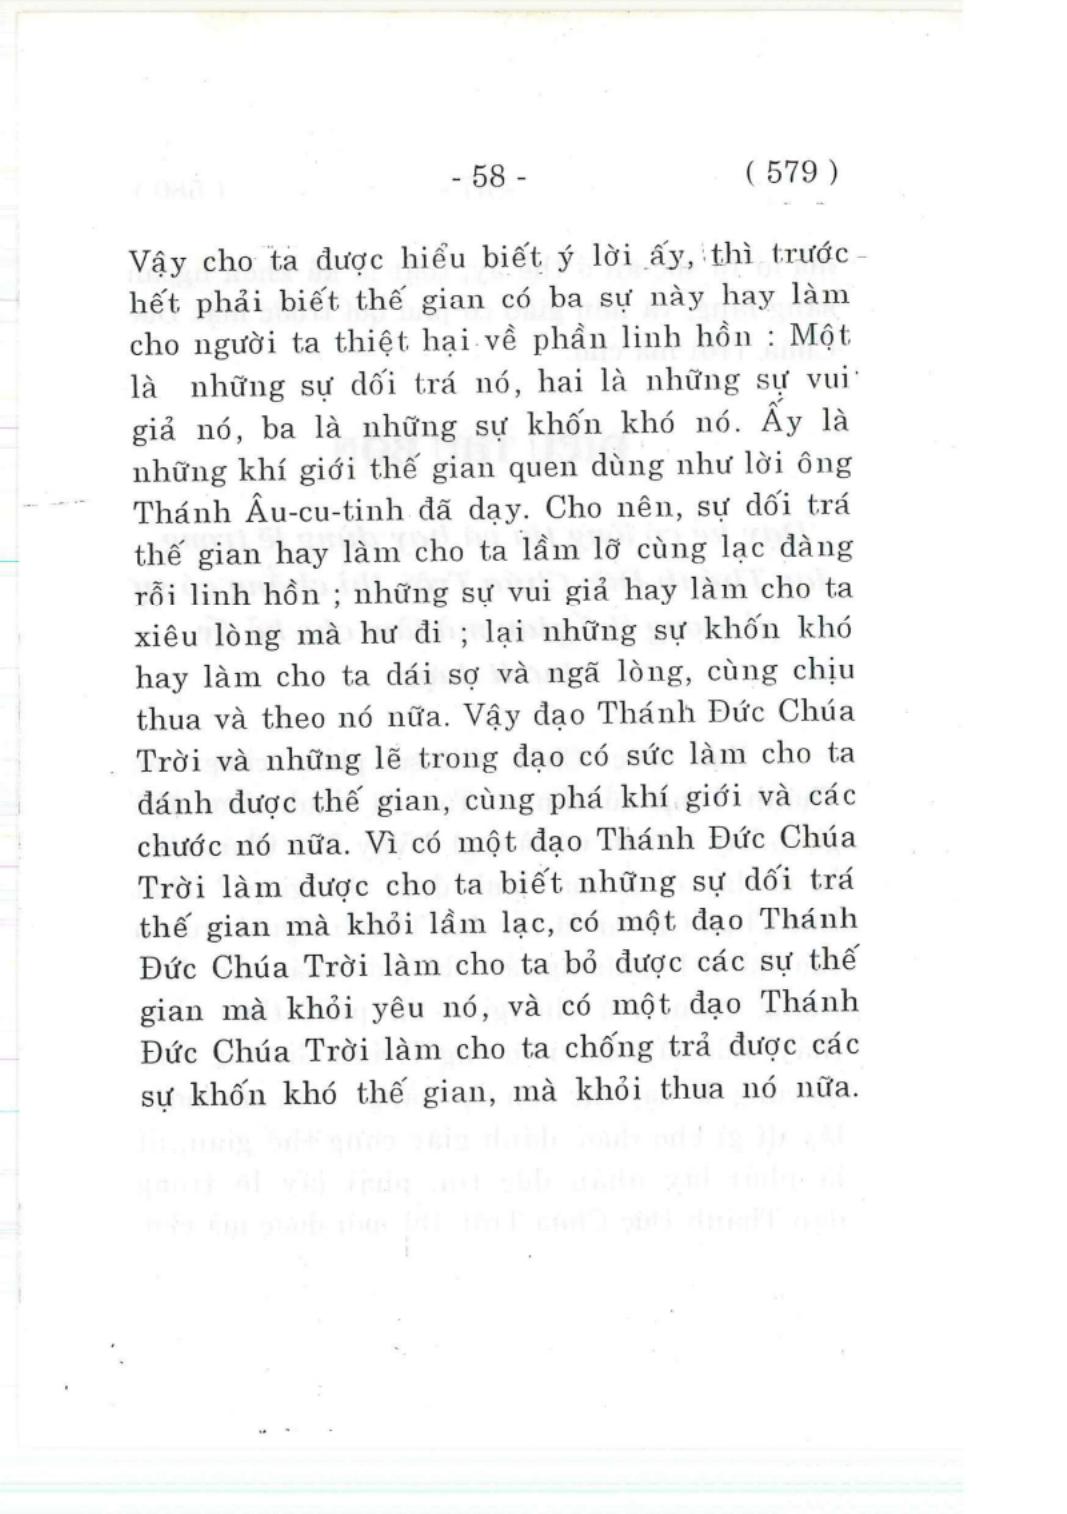 - 58 - ( 579 )
Vậy cho ta được hiểu biết ý lời ấy, thì trước
hết phải biết thế gian có ba sự này hay làm
cho người ta thiệt hại về phần linh hồn : Một
là những sự dối trá nó, hai là những sự vui
giả nó, ba là những sự khốn khó nó. Ấy là
những khí giới thế gian quen dùng như lời ông
Thánh Âu-cu-tinh đã dạy. Cho nên, sự dối trá
thế gian hay làm cho ta lầm lỡ cùng lạc đàng
rỗi linh hồn ; những sự vui giả hay làm cho ta
xiêu lòng mà hư đi ; lại những sự khốn khó
hay làm cho ta dái sợ và ngã lòng, cùng chịu
thua và theo nó nữa. Vậy đạo Thánh Đức Chúa
Trời và những lẽ trong đạo có sức làm cho ta
đánh được thế gian, cùng phá khí giới và các
chước nó nữa. Vì có một đạo Thánh Đức Chúa
Trời làm được cho ta biết những sự dối trá
thế gian mà khỏi lầm lạc, có một đạo Thánh
Đức Chúa Trời làm cho ta bỏ được các sự thế
gian mà khỏi yêu nó, và có một đạo Thánh
Đức Chúa Trời làm cho ta chống trả được các
sự khốn khó thế gian, mà khỏi thua nó nữa.